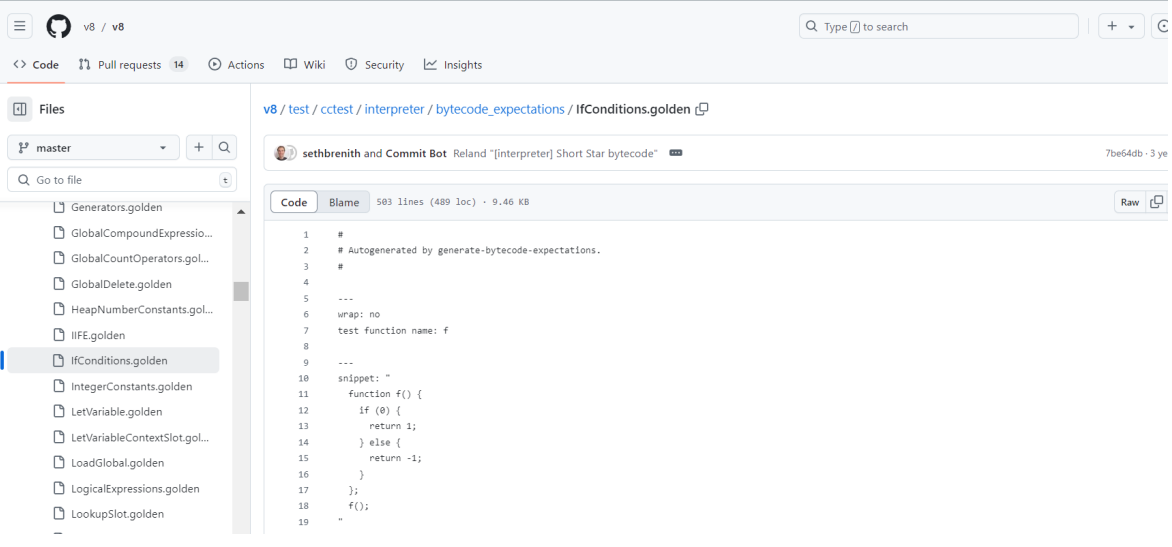 v8 / v8
Type / to search
Code Pull requests 14 Actions Wiki Security Insights
Files
master
Go to file t
Generators.golden
GlobalCompoundExpressio...
GlobalCountOperators.gol...
GlobalDelete.golden
HeapNumberConstants.gol...
IIFE.golden
IfConditions.golden
IntegerConstants.golden
LetVariable.golden
LetVariableContextSlot.gol...
LoadGlobal.golden
LogicalExpressions.golden
LookupSlot.golden
v8 / test / cctest / interpreter / bytecode_expectations / IfConditions.golden
sethbrenith and Commit Bot Reland "[interpreter] Short Star bytecode" 7be64db · 3 ye
Code Blame 503 lines (489 loc) · 9.46 KB Raw
1 #
2 # Autogenerated by generate-bytecode-expectations.
3 #
4
5 ---
6 wrap: no
7 test function name: f
8
9 ---
10 snippet: "
11 function f() {
12 if (0) {
13 return 1;
14 } else {
15 return -1;
16 }
17 };
18 f();
19 "